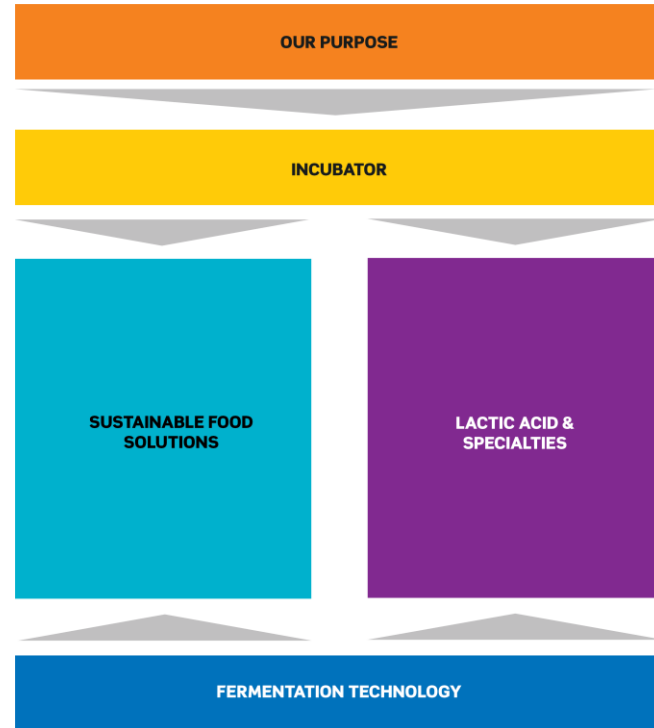 OUR PURPOSE
INCUBATOR
SUSTAINABLE FOOD
SOLUTIONS
LACTIC ACID &
SPECIALTIES
FERMENTATION TECHNOLOGY